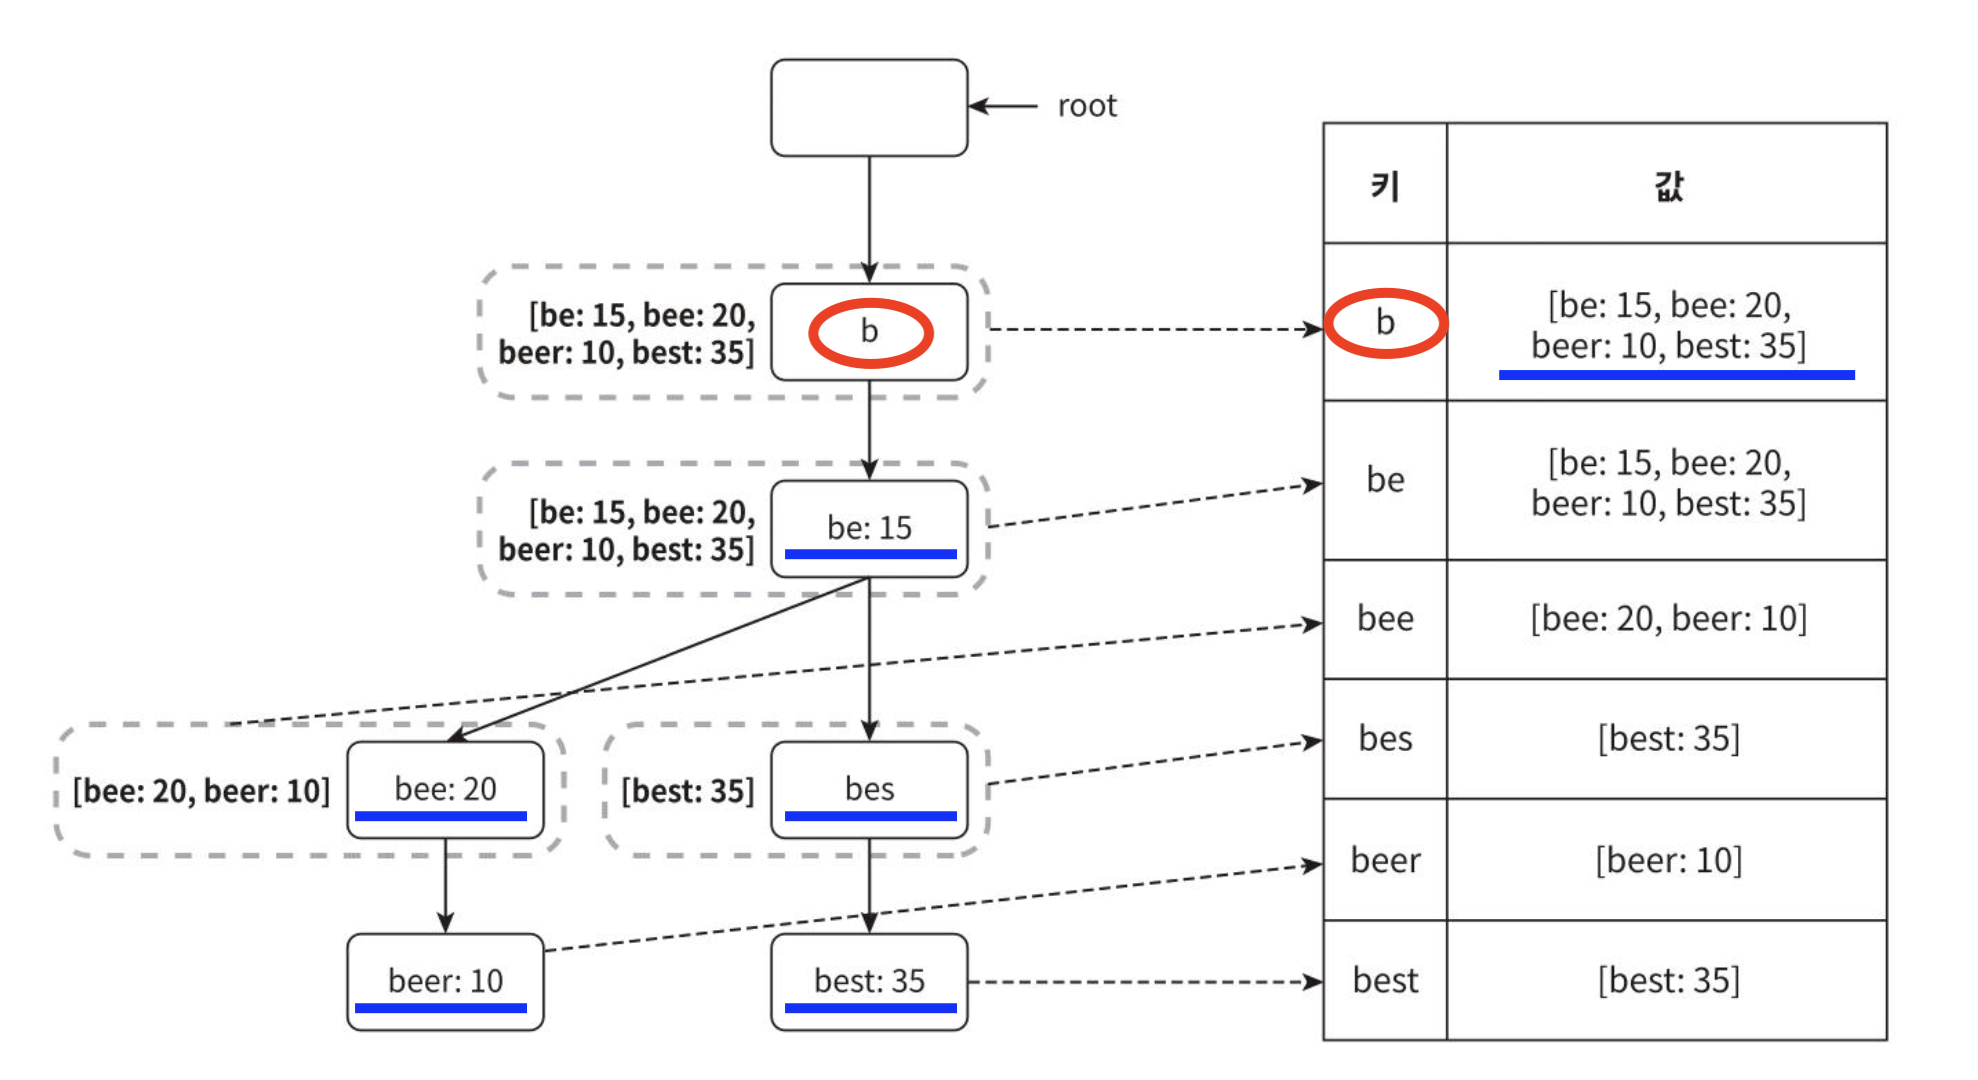 root
[be: 15, bee: 20,
beer: 10, best: 35]
b
[be: 15, bee: 20,
beer: 10, best: 35]
be: 15
[bee: 20, beer: 10]
bee: 20
[best: 35]
bes
beer: 10
best: 35
키 값
b
[be: 15, bee: 20,
beer: 10, best: 35]
be
[be: 15, bee: 20,
beer: 10, best: 35]
bee [bee: 20, beer: 10]
bes [best: 35]
beer [beer: 10]
best [best: 35]